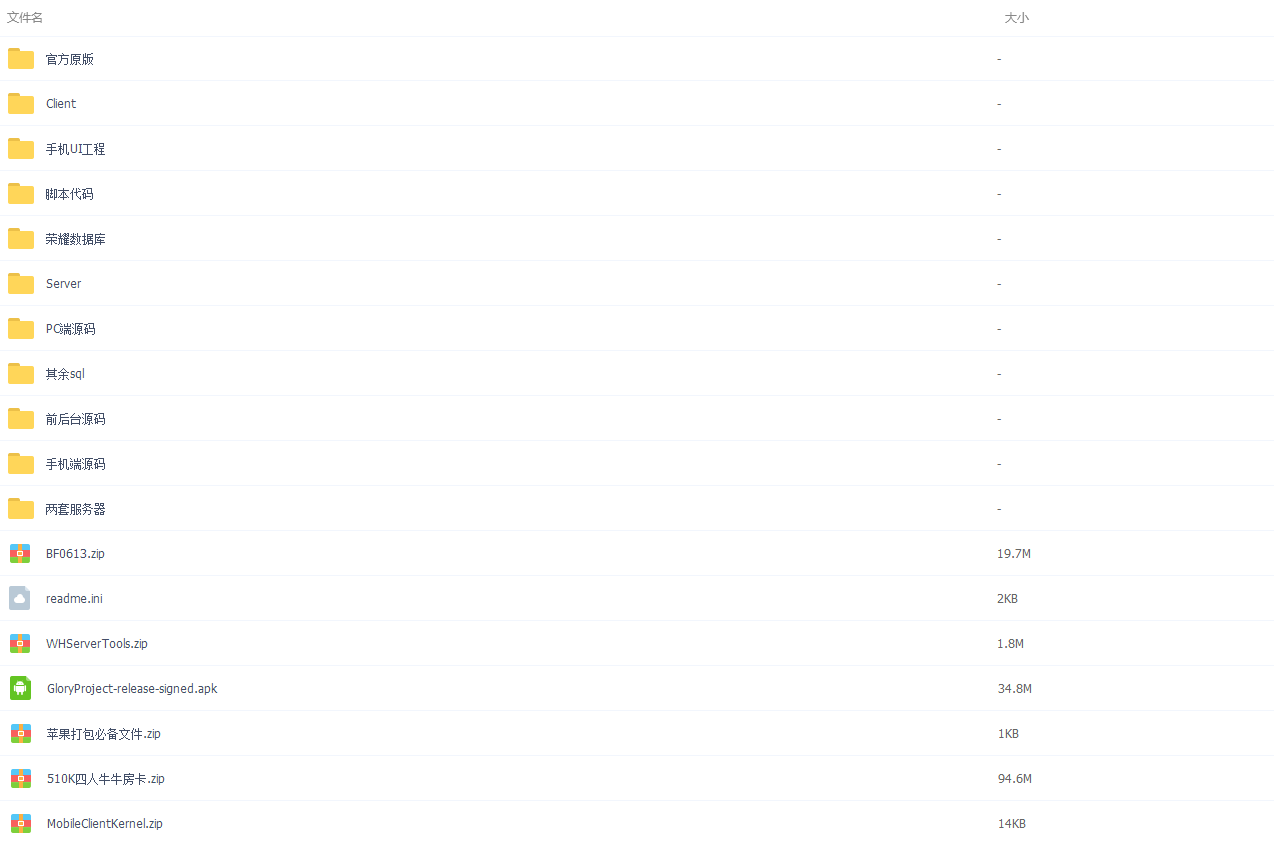 文件名 大小
官方原版 -
Client -
手机UI工程 -
脚本代码 -
荣耀数据库 -
Server -
PC端源码 -
其余sql -
前后台源码 -
手机端源码 -
两套服务器 -
BF0613.zip 19.7M
readme.ini 2KB
WHServerTools.zip 1.8M
GloryProject-release-signed.apk 34.8M
苹果打包必备文件.zip 1KB
510K四人牛牛房卡.zip 94.6M
MobileClientKernel.zip 14KB